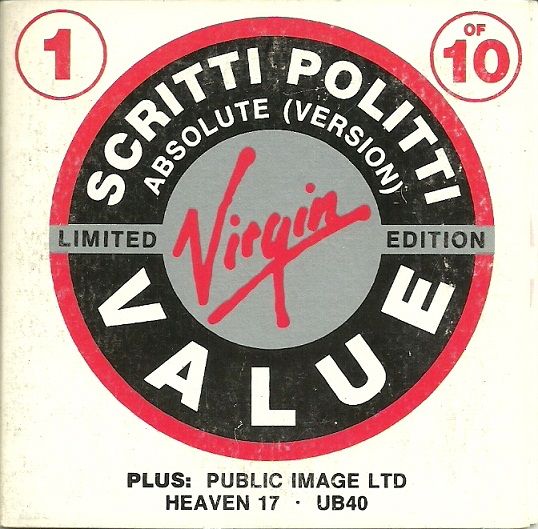 1
OF
10
SCRITTI POLITTI
ABSOLUTE (VERSION)
Virgin
LIMITED EDITION
VALUE
PLUS: PUBLIC IMAGE LTD
HEAVEN 17 · UB40